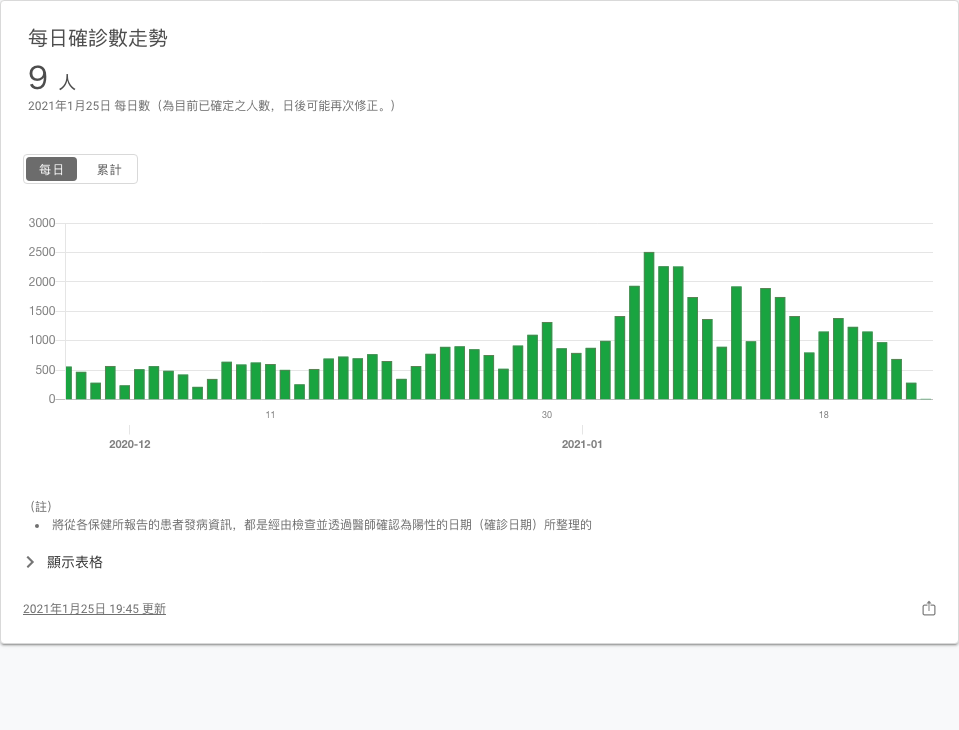 每日確診數走勢
9 人
2021年1月25日 每日數（為目前已確定之人數，日後可能再次修正。）
每日 累計
3000
2500
2000
1500
1000
500
0
11 30 18
2020-12 2021-01
（註）
• 將從各保健所報告的患者發病資訊，都是經由檢查並透過醫師確認為陽性的日期（確診日期）所整理的
顯示表格
2021年1月25日 19:45 更新